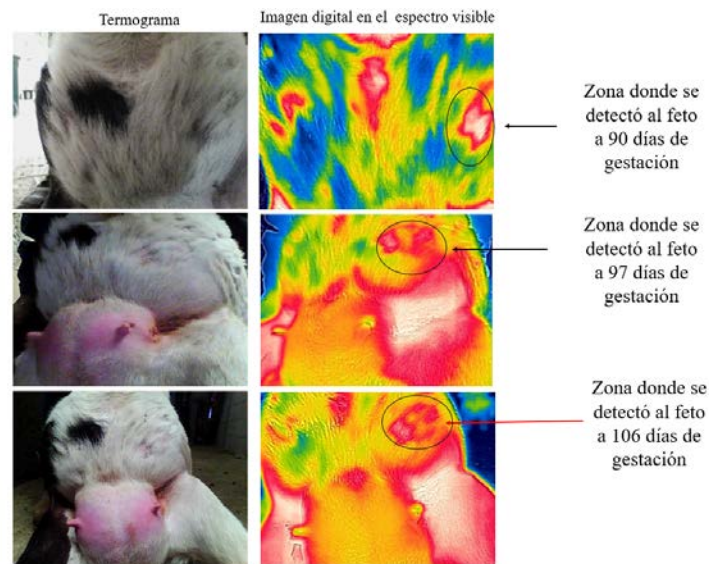 Termograma
Imagen digital en el espectro visible
Zona donde se
detectó al feto
a 90 días de
gestación
Zona donde se
detectó al feto
a 97 días de
gestación
Zona donde se
detectó al feto
a 106 días de
gestación